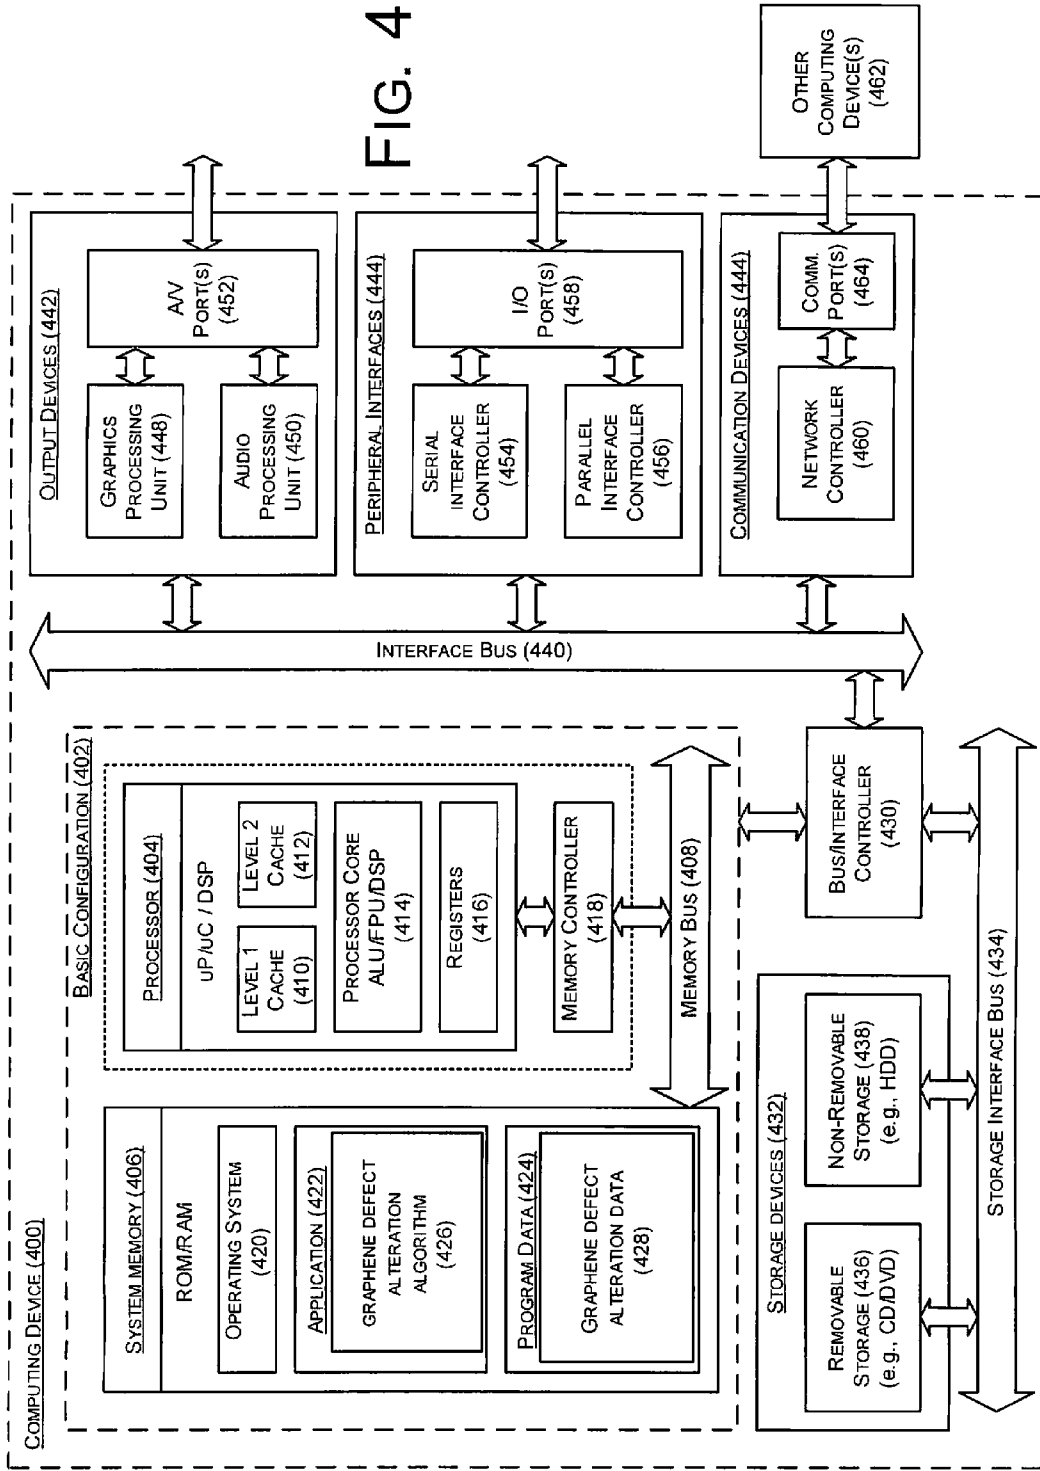 COMPUTING DEVICE (400)
BASIC CONFIGURATION (402)
SYSTEM MEMORY (406)
ROM/RAM
OPERATING SYSTEM
(420)
APPLICATION (422)
GRAPHENE DEFECT
ALTERATION
ALGORITHM
(426)
PROGRAM DATA (424)
GRAPHENE DEFECT
ALTERATION DATA
(428)
PROCESSOR (404)
uP/uC / DSP
LEVEL 1
CACHE
(410)
LEVEL 2
CACHE
(412)
PROCESSOR CORE
ALU/FPU/DSP
(414)
REGISTERS
(416)
MEMORY CONTROLLER
(418)
MEMORY BUS (408)
STORAGE DEVICES (432)
REMOVABLE
STORAGE (436)
(e.g., CD/DVD)
NON-REMOVABLE
STORAGE (438)
(e.g., HDD)
BUS/INTERFACE
CONTROLLER
(430)
STORAGE INTERFACE BUS (434)
INTERFACE BUS (440)
OUTPUT DEVICES (442)
GRAPHICS
PROCESSING
UNIT (448)
AUDIO
PROCESSING
UNIT (450)
A/V
PORT(S)
(452)
PERIPHERAL INTERFACES (444)
SERIAL
INTERFACE
CONTROLLER
(454)
PARALLEL
INTERFACE
CONTROLLER
(456)
I/O
PORT(S)
(458)
COMMUNICATION DEVICES (444)
NETWORK
CONTROLLER
(460)
COMM.
PORT(S)
(464)
OTHER
COMPUTING
DEVICE(S)
(462)
FIG. 4